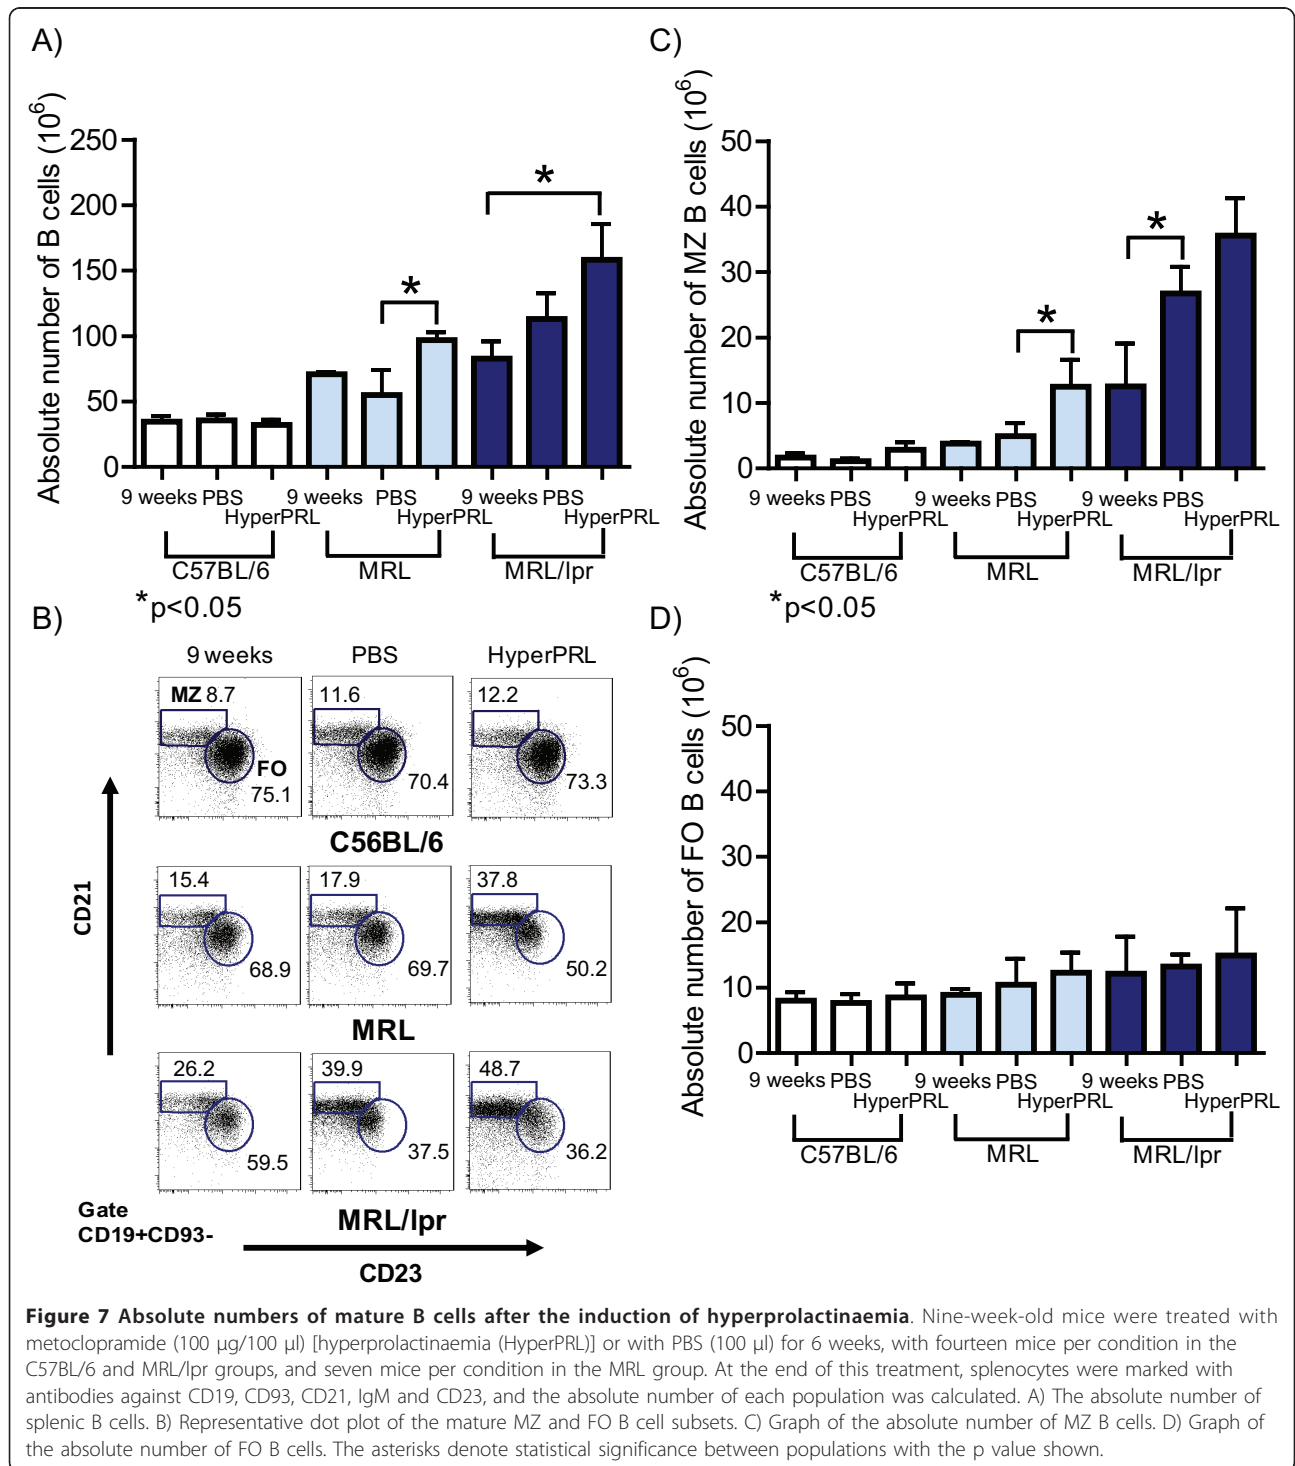 A)
Absolute number of B cells (10⁶)
250
200
150
100
50
0
*
*
9 weeks PBS HyperPRL
9 weeks PBS HyperPRL
9 weeks PBS HyperPRL
C57BL/6 MRL MRL/lpr
*p<0.05
C)
Absolute number of MZ B cells (10⁶)
50
40
30
20
10
0
*
*
9 weeks PBS HyperPRL
9 weeks PBS HyperPRL
9 weeks PBS HyperPRL
C57BL/6 MRL MRL/lpr
*p<0.05
B)
9 weeks PBS HyperPRL
MZ 8.7 11.6 12.2
FO
75.1 70.4 73.3
C56BL/6
15.4 17.9 37.8
68.9 69.7 50.2
MRL
26.2 39.9 48.7
59.5 37.5 36.2
MRL/lpr
CD21
Gate
CD19+CD93-
CD23
D)
Absolute number of FO B cells (10⁶)
50
40
30
20
10
0
9 weeks PBS HyperPRL
9 weeks PBS HyperPRL
9 weeks PBS HyperPRL
C57BL/6 MRL MRL/lpr
Figure 7 Absolute numbers of mature B cells after the induction of hyperprolactinaemia. Nine-week-old mice were treated with
metoclopramide (100 μg/100 μl) [hyperprolactinaemia (HyperPRL)] or with PBS (100 μl) for 6 weeks, with fourteen mice per condition in the
C57BL/6 and MRL/lpr groups, and seven mice per condition in the MRL group. At the end of this treatment, splenocytes were marked with
antibodies against CD19, CD93, CD21, IgM and CD23, and the absolute number of each population was calculated. A) The absolute number of
splenic B cells. B) Representative dot plot of the mature MZ and FO B cell subsets. C) Graph of the absolute number of MZ B cells. D) Graph of
the absolute number of FO B cells. The asterisks denote statistical significance between populations with the p value shown.